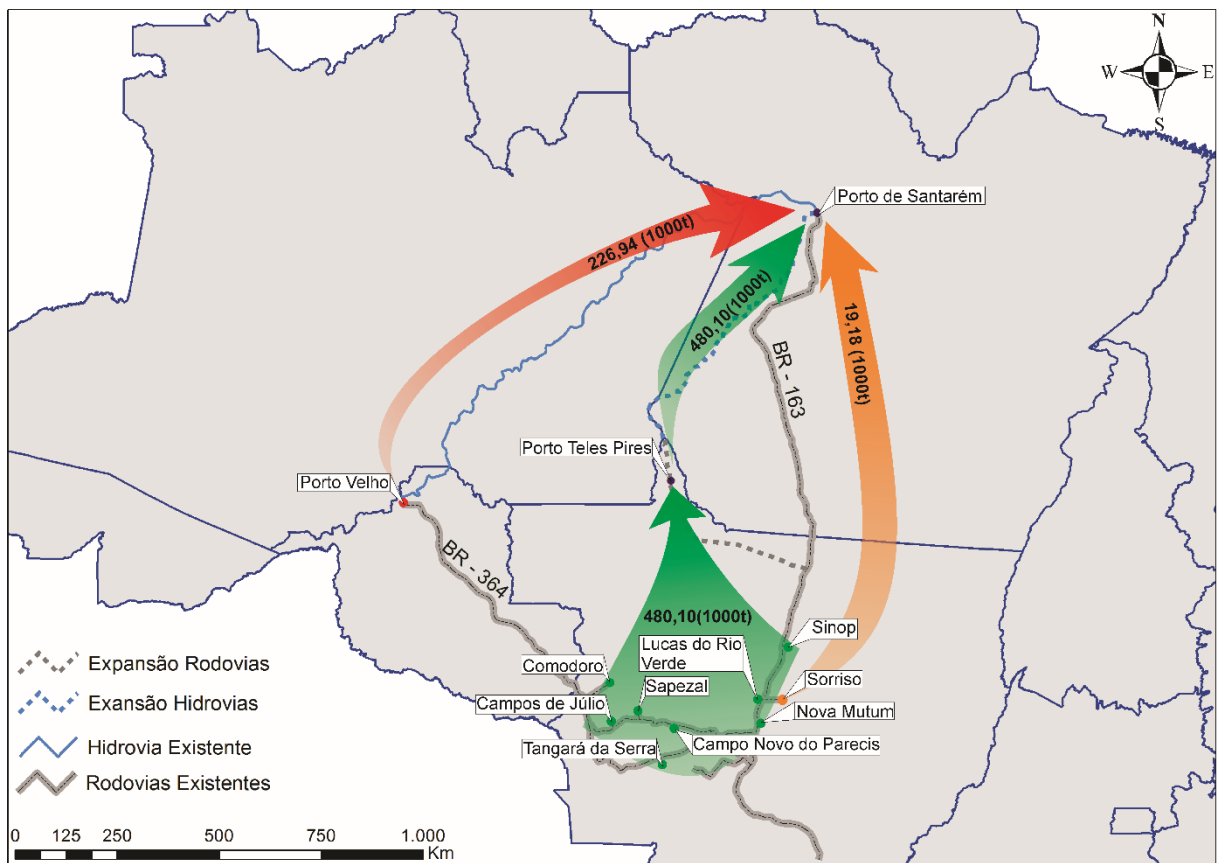 N
W
E
S
Porto de Santarém
226,94 (1000t)
480,10(1000t)
19,18 (1000t)
BR - 163
Porto Teles Pires
Porto Velho
BR - 364
480,10(1000t)
Sinop
Lucas do Rio
Verde
Comodoro
Sapezal
Sorriso
Campos de Júlio
Nova Mutum
Tangará da Serra
Campo Novo do Parecis
Expansão Rodovias
Exansão Hidrovias
Hidrovia Existente
Rodovias Existentes
0 125 250 500 750 1.000
Km